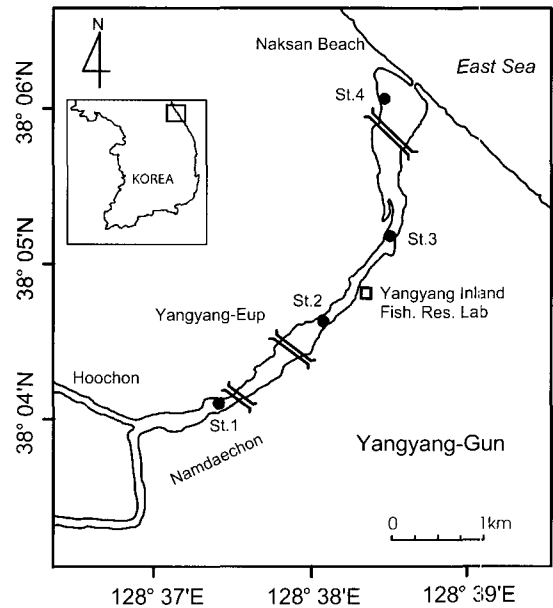 N
Naksan Beach
East Sea
St.4
38° 06'N
KOREA
38° 05'N
St.3
Yangyang Inland
Fish. Res. Lab
St.2
Yangyang-Eup
Hoochon
38° 04'N
St.1
Namdaechon
Yangyang-Gun
0 1km
128° 37'E 128° 38'E 128° 39'E